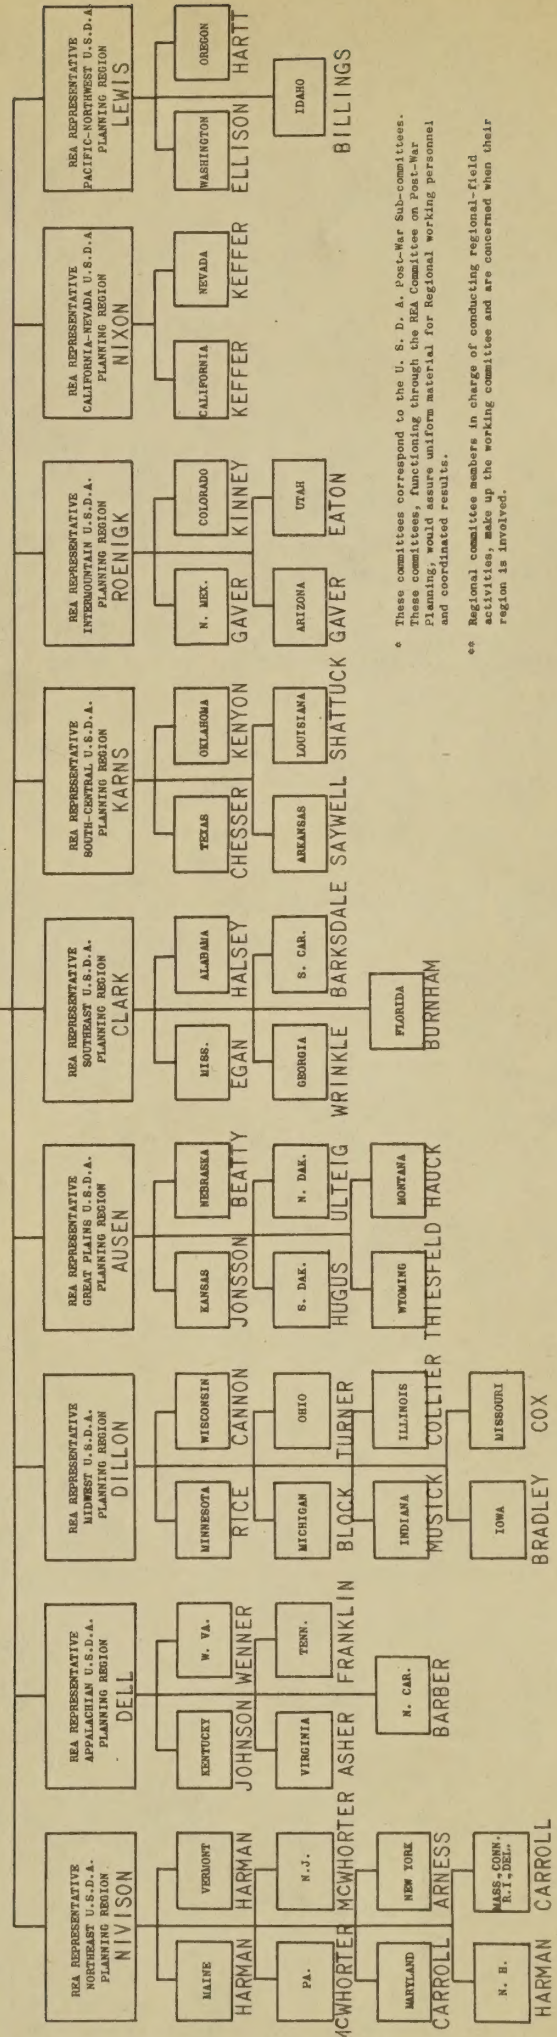 REA REPRESENTATIVE
NORTHEAST U.S.D.A.
PLANNING REGION
NIVISON
MAINE
HARMAN
VERMONT
HARMAN
PA.
MCWHORTER
N.J.
MCWHORTER
MARYLAND
CARROLL
NEW YORK
ARNESS
N. H.
HARMAN
MASS., CONN.
R.I., DEL.
CARROLL
REA REPRESENTATIVE
APPALACHIAN U.S.D.A.
PLANNING REGION
DELL
KENTUCKY
JOHNSON
W. VA.
WENNER
VIRGINIA
ASHER
TENN.
FRANKLIN
N. CAR.
BARBER
REA REPRESENTATIVE
MIDWEST U.S.D.A.
PLANNING REGION
DILLON
MINNESOTA
RICE
WISCONSIN
CANNON
MICHIGAN
BLOCK
OHIO
TURNER
INDIANA
MUSICK
ILLINOIS
COLLIER
IOWA
BRADLEY
MISSOURI
COX
REA REPRESENTATIVE
GREAT PLAINS U.S.D.A.
PLANNING REGION
AUSEN
KANSAS
JONSSON
NEBRASKA
BEATTY
S. DAK.
HUGUS
N. DAK.
ULTEIG
WYOMING
THIESFELD
MONTANA
HAUCK
REA REPRESENTATIVE
SOUTHEAST U.S.D.A.
PLANNING REGION
CLARK
MISS.
EGAN
ALABAMA
HALSEY
GEORGIA
WRINKLE
S. CAR.
BARKSDALE
FLORIDA
BURNHAM
REA REPRESENTATIVE
SOUTH-CENTRAL U.S.D.A.
PLANNING REGION
KARNS
TEXAS
CHESSER
OKLAHOMA
KENYON
ARKANSAS
SAYWELL
LOUISIANA
SHATTUCK
REA REPRESENTATIVE
INTERMOUNTAIN U.S.D.A.
PLANNING REGION
ROENIGK
N. MEX.
GAVER
COLORADO
KINNEY
ARIZONA
GAVER
UTAH
EATON
REA REPRESENTATIVE
CALIFORNIA-NEVADA U.S.D.A
PLANNING REGION
NIXON
CALIFORNIA
KEFFER
NEVADA
KEFFER
REA REPRESENTATIVE
PACIFIC-NORTHWEST U.S.D.A
PLANNING REGION
LEWIS
WASHINGTON
ELLISON
OREGON
HARTT
IDAHO
BILLINGS
* These committees correspond to the U. S. D. A. Post-War Sub-committees.
These committees, functioning through the REA Committee on Post-War
Planning, would assure uniform material for Regional working personnel
and coordinated results.
** Regional committee members in charge of conducting regional-field
activities, make up the working committee and are concerned when their
region is involved.